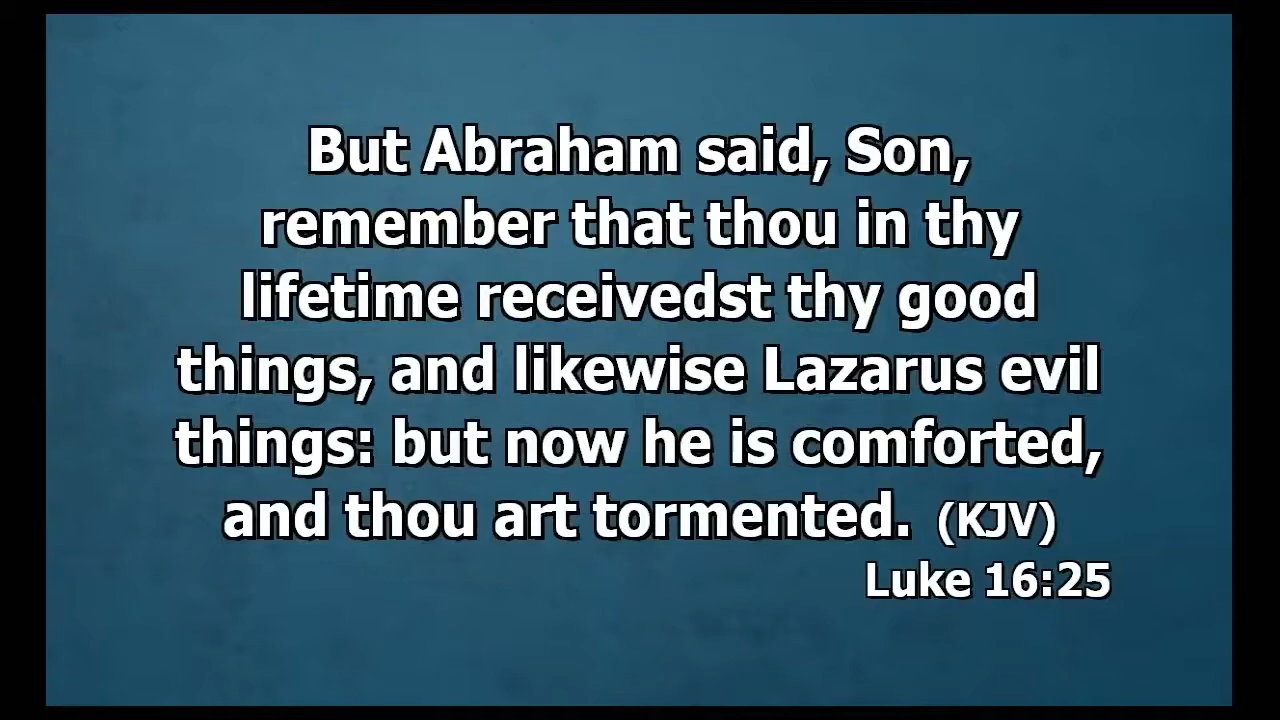 But Abraham said, Son,
remember that thou in thy
lifetime receivedst thy good
things, and likewise Lazarus evil
things: but now he is comforted,
and thou art tormented. (KJV)
Luke 16:25